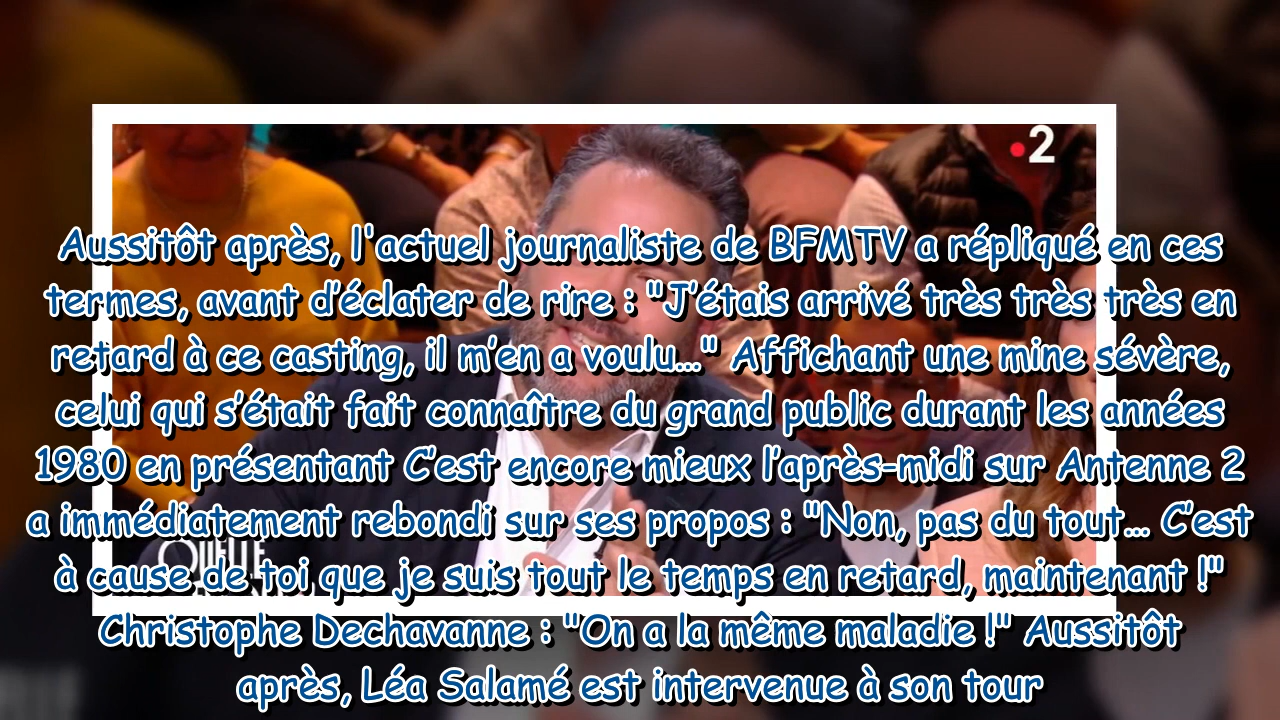 2
Aussitôt après, l'actuel journaliste de BFMTV a répliqué en ces
termes, avant d’éclater de rire : "J’étais arrivé très très très en
retard à ce casting, il m’en a voulu..." Affichant une mine sévère,
celui qui s’était fait connaître du grand public durant les années
1980 en présentant C’est encore mieux l’après-midi sur Antenne 2
a immédiatement rebondi sur ses propos : "Non, pas du tout... C’est
QUELLE
à cause de toi que je suis tout le temps en retard, maintenant !"
Christophe Dechavanne : "On a la même maladie !" Aussitôt
après, Léa Salamé est intervenue à son tour